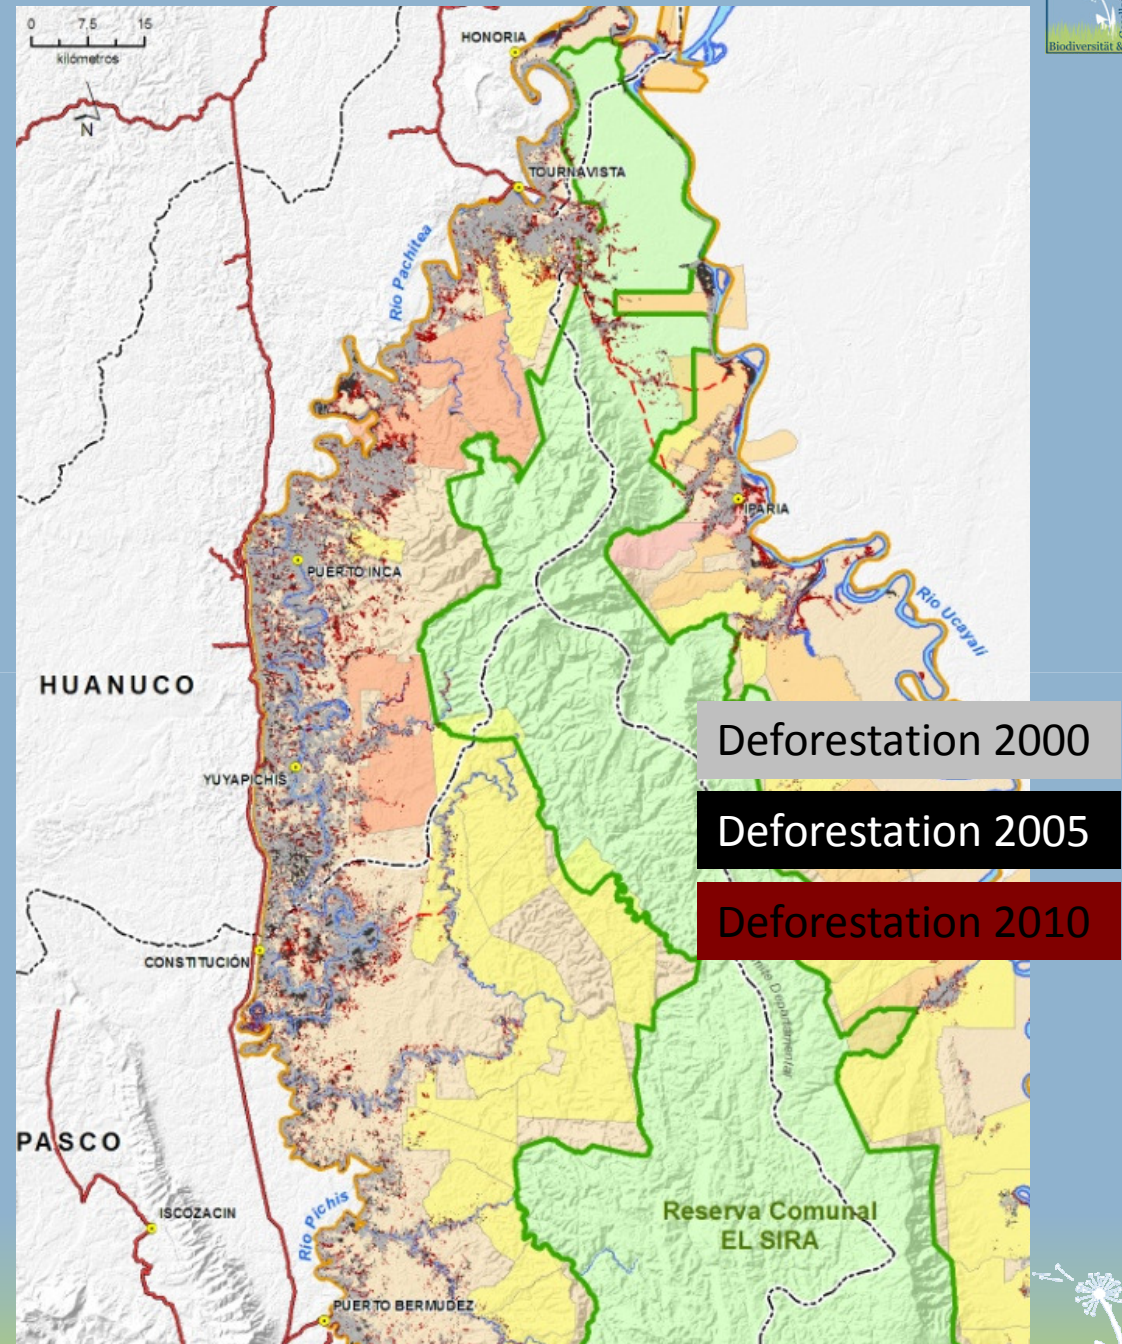 0 7.5 15
kilómetros
N
Biodiversität &
HONORIA
TOURNAVISTA
Río Pachitea
IPARIA
PUERTO INCA
Río Ucayali
HUANUCO
YUYAPICHIS
Deforestation 2000
Deforestation 2005
Deforestation 2010
CONSTITUCIÓN
Departamental
PASCO
ISCOZACIN
Río Pichis
Reserva Comunal
EL SIRA
PUERTO BERMUDEZ